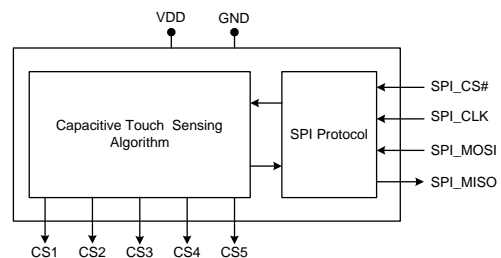 VDD GND
Capacitive Touch Sensing
Algorithm
SPI Protocol
SPI_CS#
SPI_CLK
SPI_MOSI
SPI_MISO
CS1 CS2 CS3 CS4 CS5